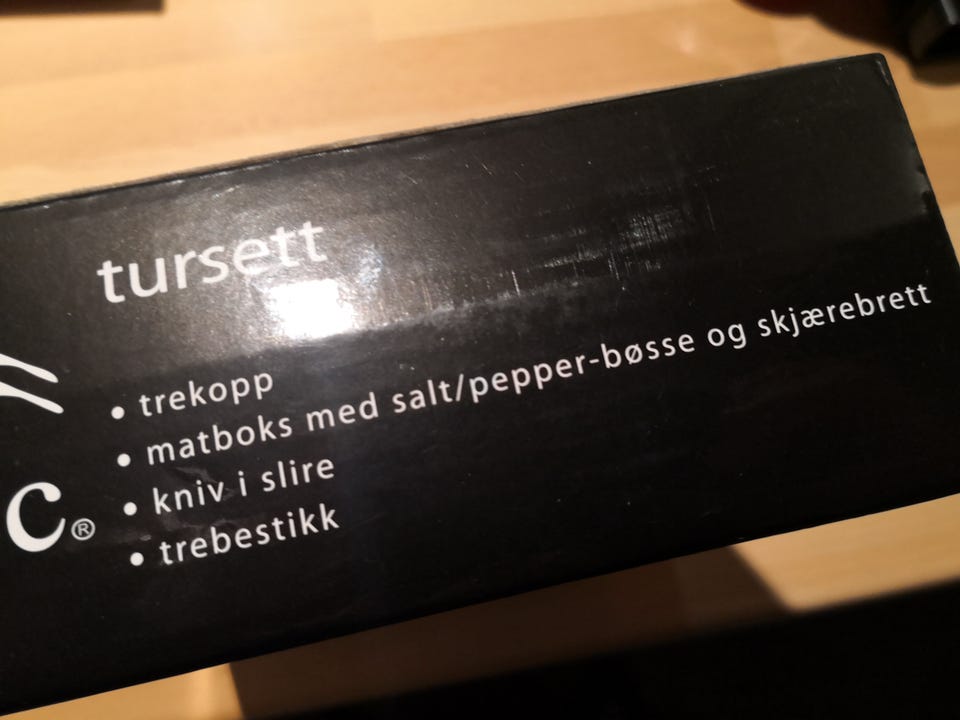 tursett
• trekopp
• matboks med salt/pepper-bøsse og skjærebrett
• kniv i slire
• trebestikk
c®